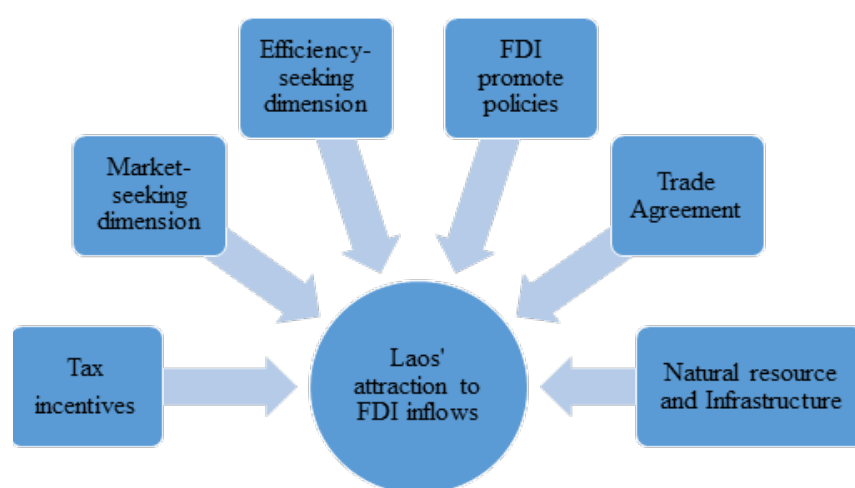 Efficiency-
seeking
dimension
FDI
promote
policies
Market-
seeking
dimension
Trade
Agreement
Tax
incentives
Laos'
attraction to
FDI inflows
Natural resource
and Infrastructure